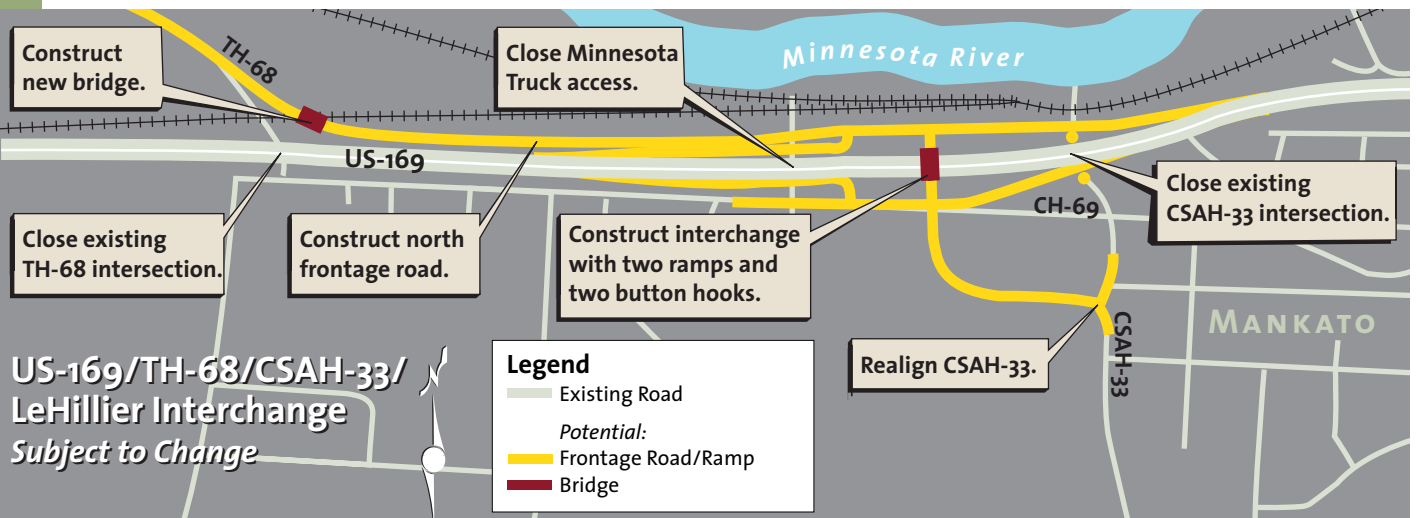 Construct
new bridge.
TH-68
Close Minnesota
Truck access.
Minnesota River
US-169
Close existing
TH-68 intersection.
Construct north
frontage road.
Construct interchange
with two ramps and
two button hooks.
CH-69
Close existing
CSAH-33 intersection.
MANKATO
CSAH-33
Realign CSAH-33.
US-169/TH-68/CSAH-33/
LeHillier Interchange
Subject to Change
N
Legend
Existing Road
Potential:
Frontage Road/Ramp
Bridge